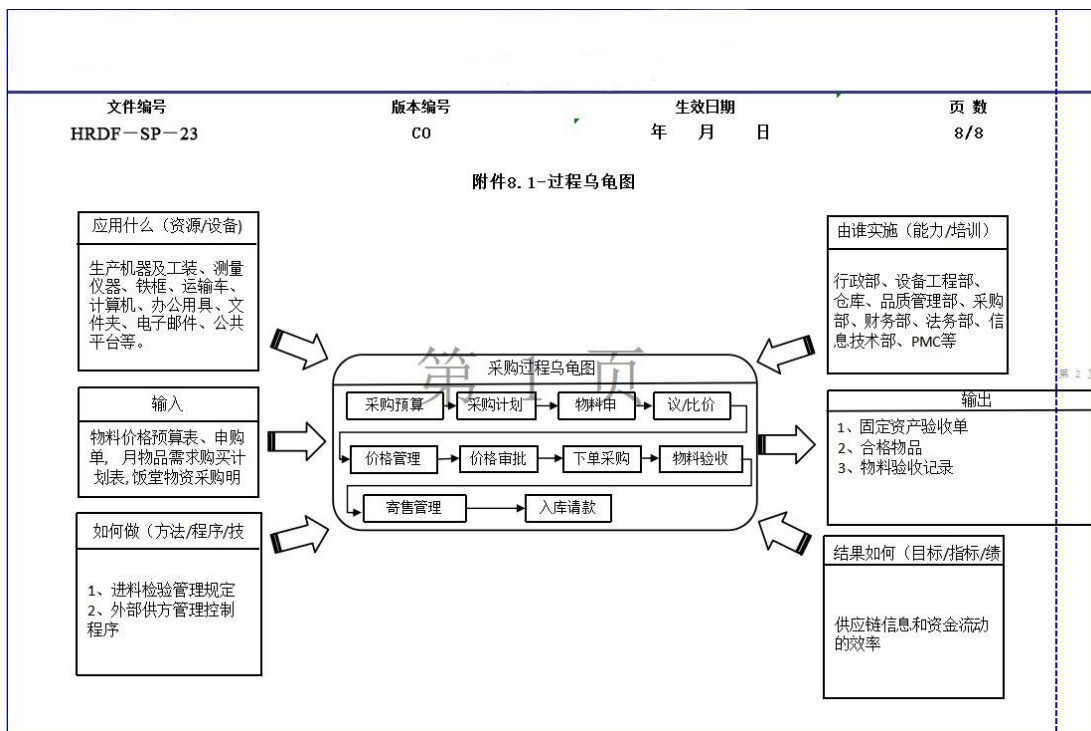 文件编号 版本编号 生效日期 页 数
HRDF－SP－23 C0 年 月 日 8/8
附件8.1-过程乌龟图
应用什么（资源/设备)
生产机器及工装、测量
仪器、铁框、运输车、
计算机、办公用具、文
件夹、电子邮件、公共
平台等。
由谁实施（能力/培训）
行政部、设备工程部、
仓库、品质管理部、采购
部、财务部、法务部、信
息技术部、PMC等
第 1 页
第 2
采购过程乌龟图
采购预算 采购计划 物料申 议/比价
价格管理 价格审批 下单采购 物料验收
寄售管理 入库请款
输入
物料价格预算表、申购
单， 月物品需求购买计
划表,饭堂物资采购明
输出
1、固定资产验收单
2、合格物品
3、物料验收记录
如何做（方法/程序/技
1、进料检验管理规定
2、外部供方管理控制
程序
结果如何（目标/指标/绩
供应链信息和资金流动
的效率